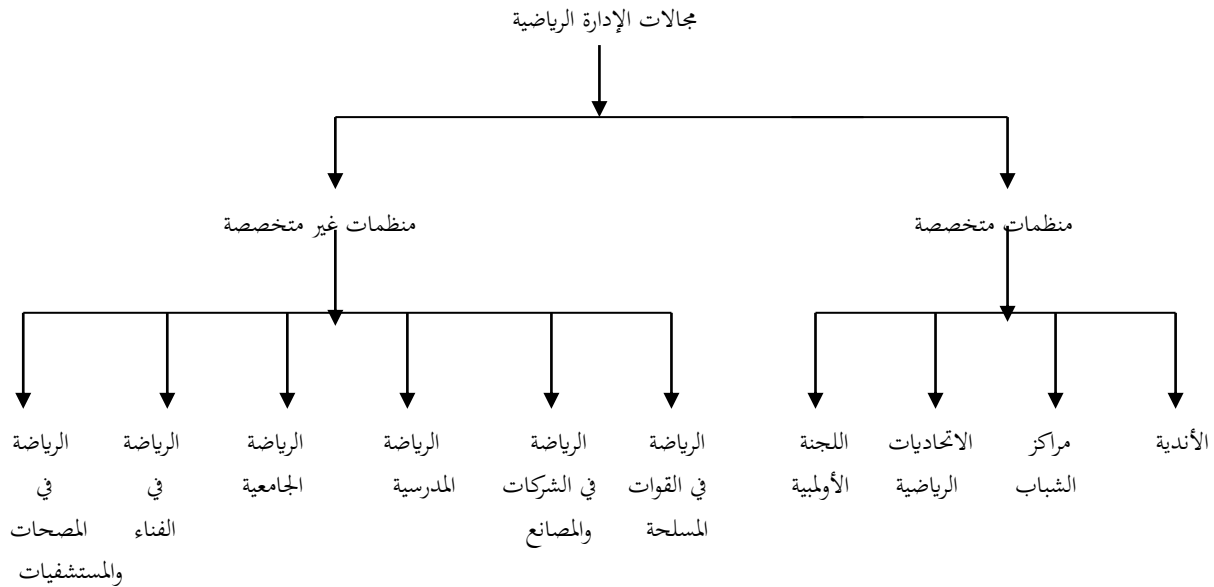 مجالات الإدارة الرياضية
منظمات متخصصة
منظمات غير متخصصة
الأندية
مراكز
الشباب
الاتحاديات
الرياضية
اللجنة
الأولمبية
الرياضة
في القوات
المسلحة
الرياضة
في الشركات
والمصانع
الرياضة
المدرسية
الرياضة
الجامعية
الرياضة
في
الفناء
الرياضة
في
المصحات
والمستشفيات